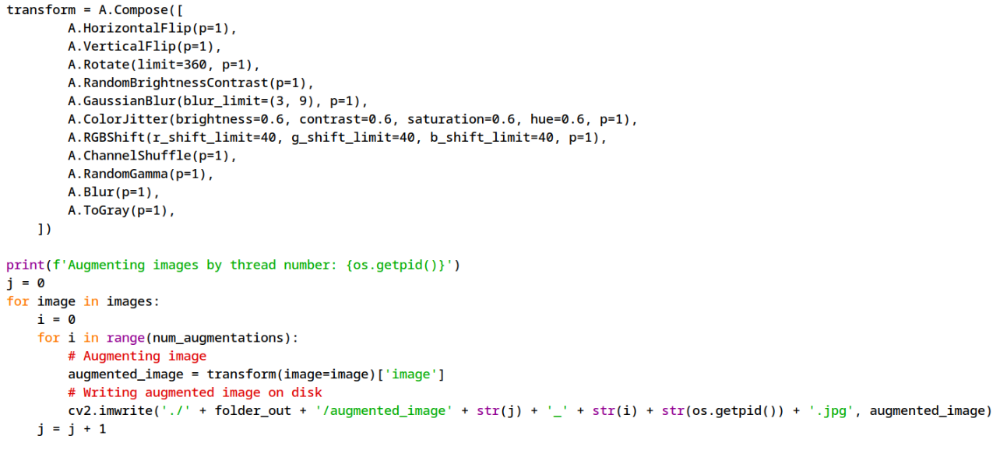 transform = A.Compose([
        A.HorizontalFlip(p=1),
        A.VerticalFlip(p=1),
        A.Rotate(limit=360, p=1),
        A.RandomBrightnessContrast(p=1),
        A.GaussianBlur(blur_limit=(3, 9), p=1),
        A.ColorJitter(brightness=0.6, contrast=0.6, saturation=0.6, hue=0.6, p=1),
        A.RGBShift(r_shift_limit=40, g_shift_limit=40, b_shift_limit=40, p=1),
        A.ChannelShuffle(p=1),
        A.RandomGamma(p=1),
        A.Blur(p=1),
        A.ToGray(p=1),
    ])

print(f'Augmenting images by thread number: {os.getpid()}')
j = 0
for image in images:
    i = 0
    for i in range(num_augmentations):
        # Augmenting image
        augmented_image = transform(image=image)['image']
        # Writing augmented image on disk
        cv2.imwrite('./' + folder_out + '/augmented_image' + str(j) + '_' + str(i) + str(os.getpid()) + '.jpg', augmented_image)
    j = j + 1